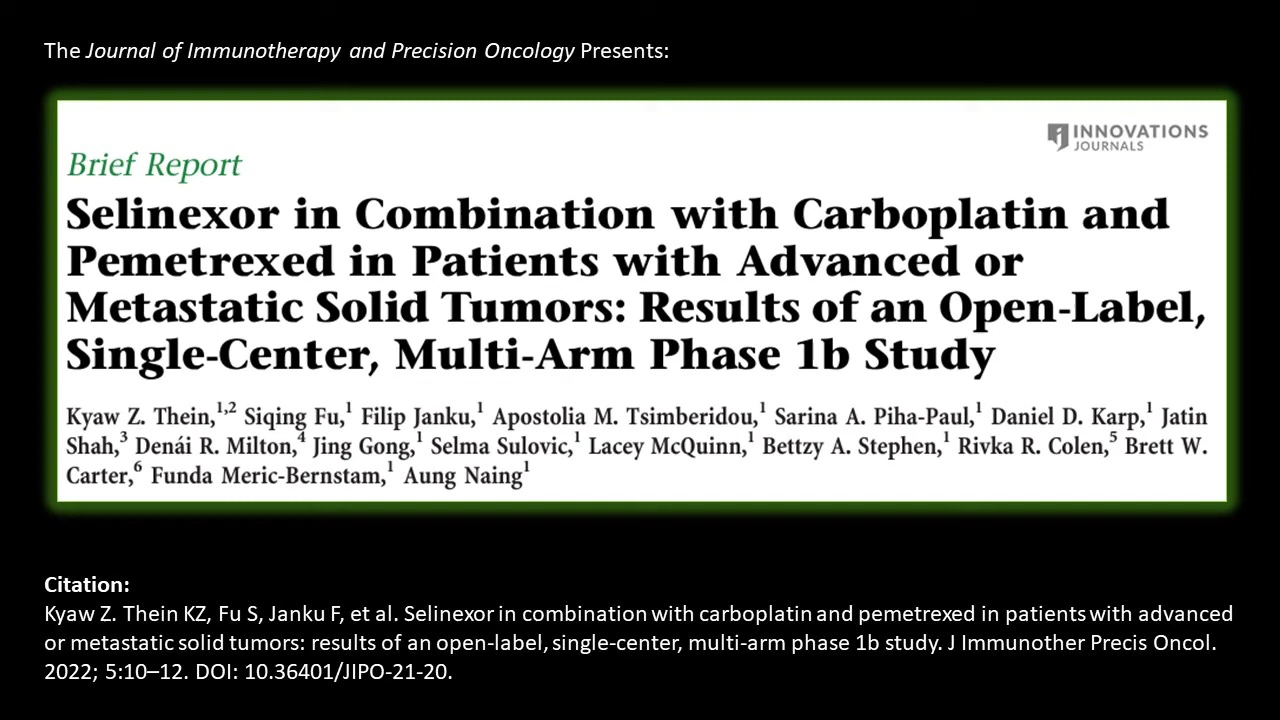 The Journal of Immunotherapy and Precision Oncology Presents:
INNOVATIONS
JOURNALS
Brief Report
Selinexor in Combination with Carboplatin and
Pemetrexed in Patients with Advanced or
Metastatic Solid Tumors: Results of an Open-Label,
Single-Center, Multi-Arm Phase 1b Study
Kyaw Z. Thein,1,2 Siqing Fu,1 Filip Janku,1 Apostolia M. Tsimberidou,1 Sarina A. Piha-Paul,1 Daniel D. Karp,1 Jatin
Shah,3 Denái R. Milton,4 Jing Gong,1 Selma Sulovic,1 Lacey McQuinn,1 Bettzy A. Stephen,1 Rivka R. Colen,5 Brett W.
Carter,6 Funda Meric-Bernstam,1 Aung Naing1
Citation:
Kyaw Z. Thein KZ, Fu S, Janku F, et al. Selinexor in combination with carboplatin and pemetrexed in patients with advanced
or metastatic solid tumors: results of an open-label, single-center, multi-arm phase 1b study. J Immunother Precis Oncol.
2022; 5:10–12. DOI: 10.36401/JIPO-21-20.